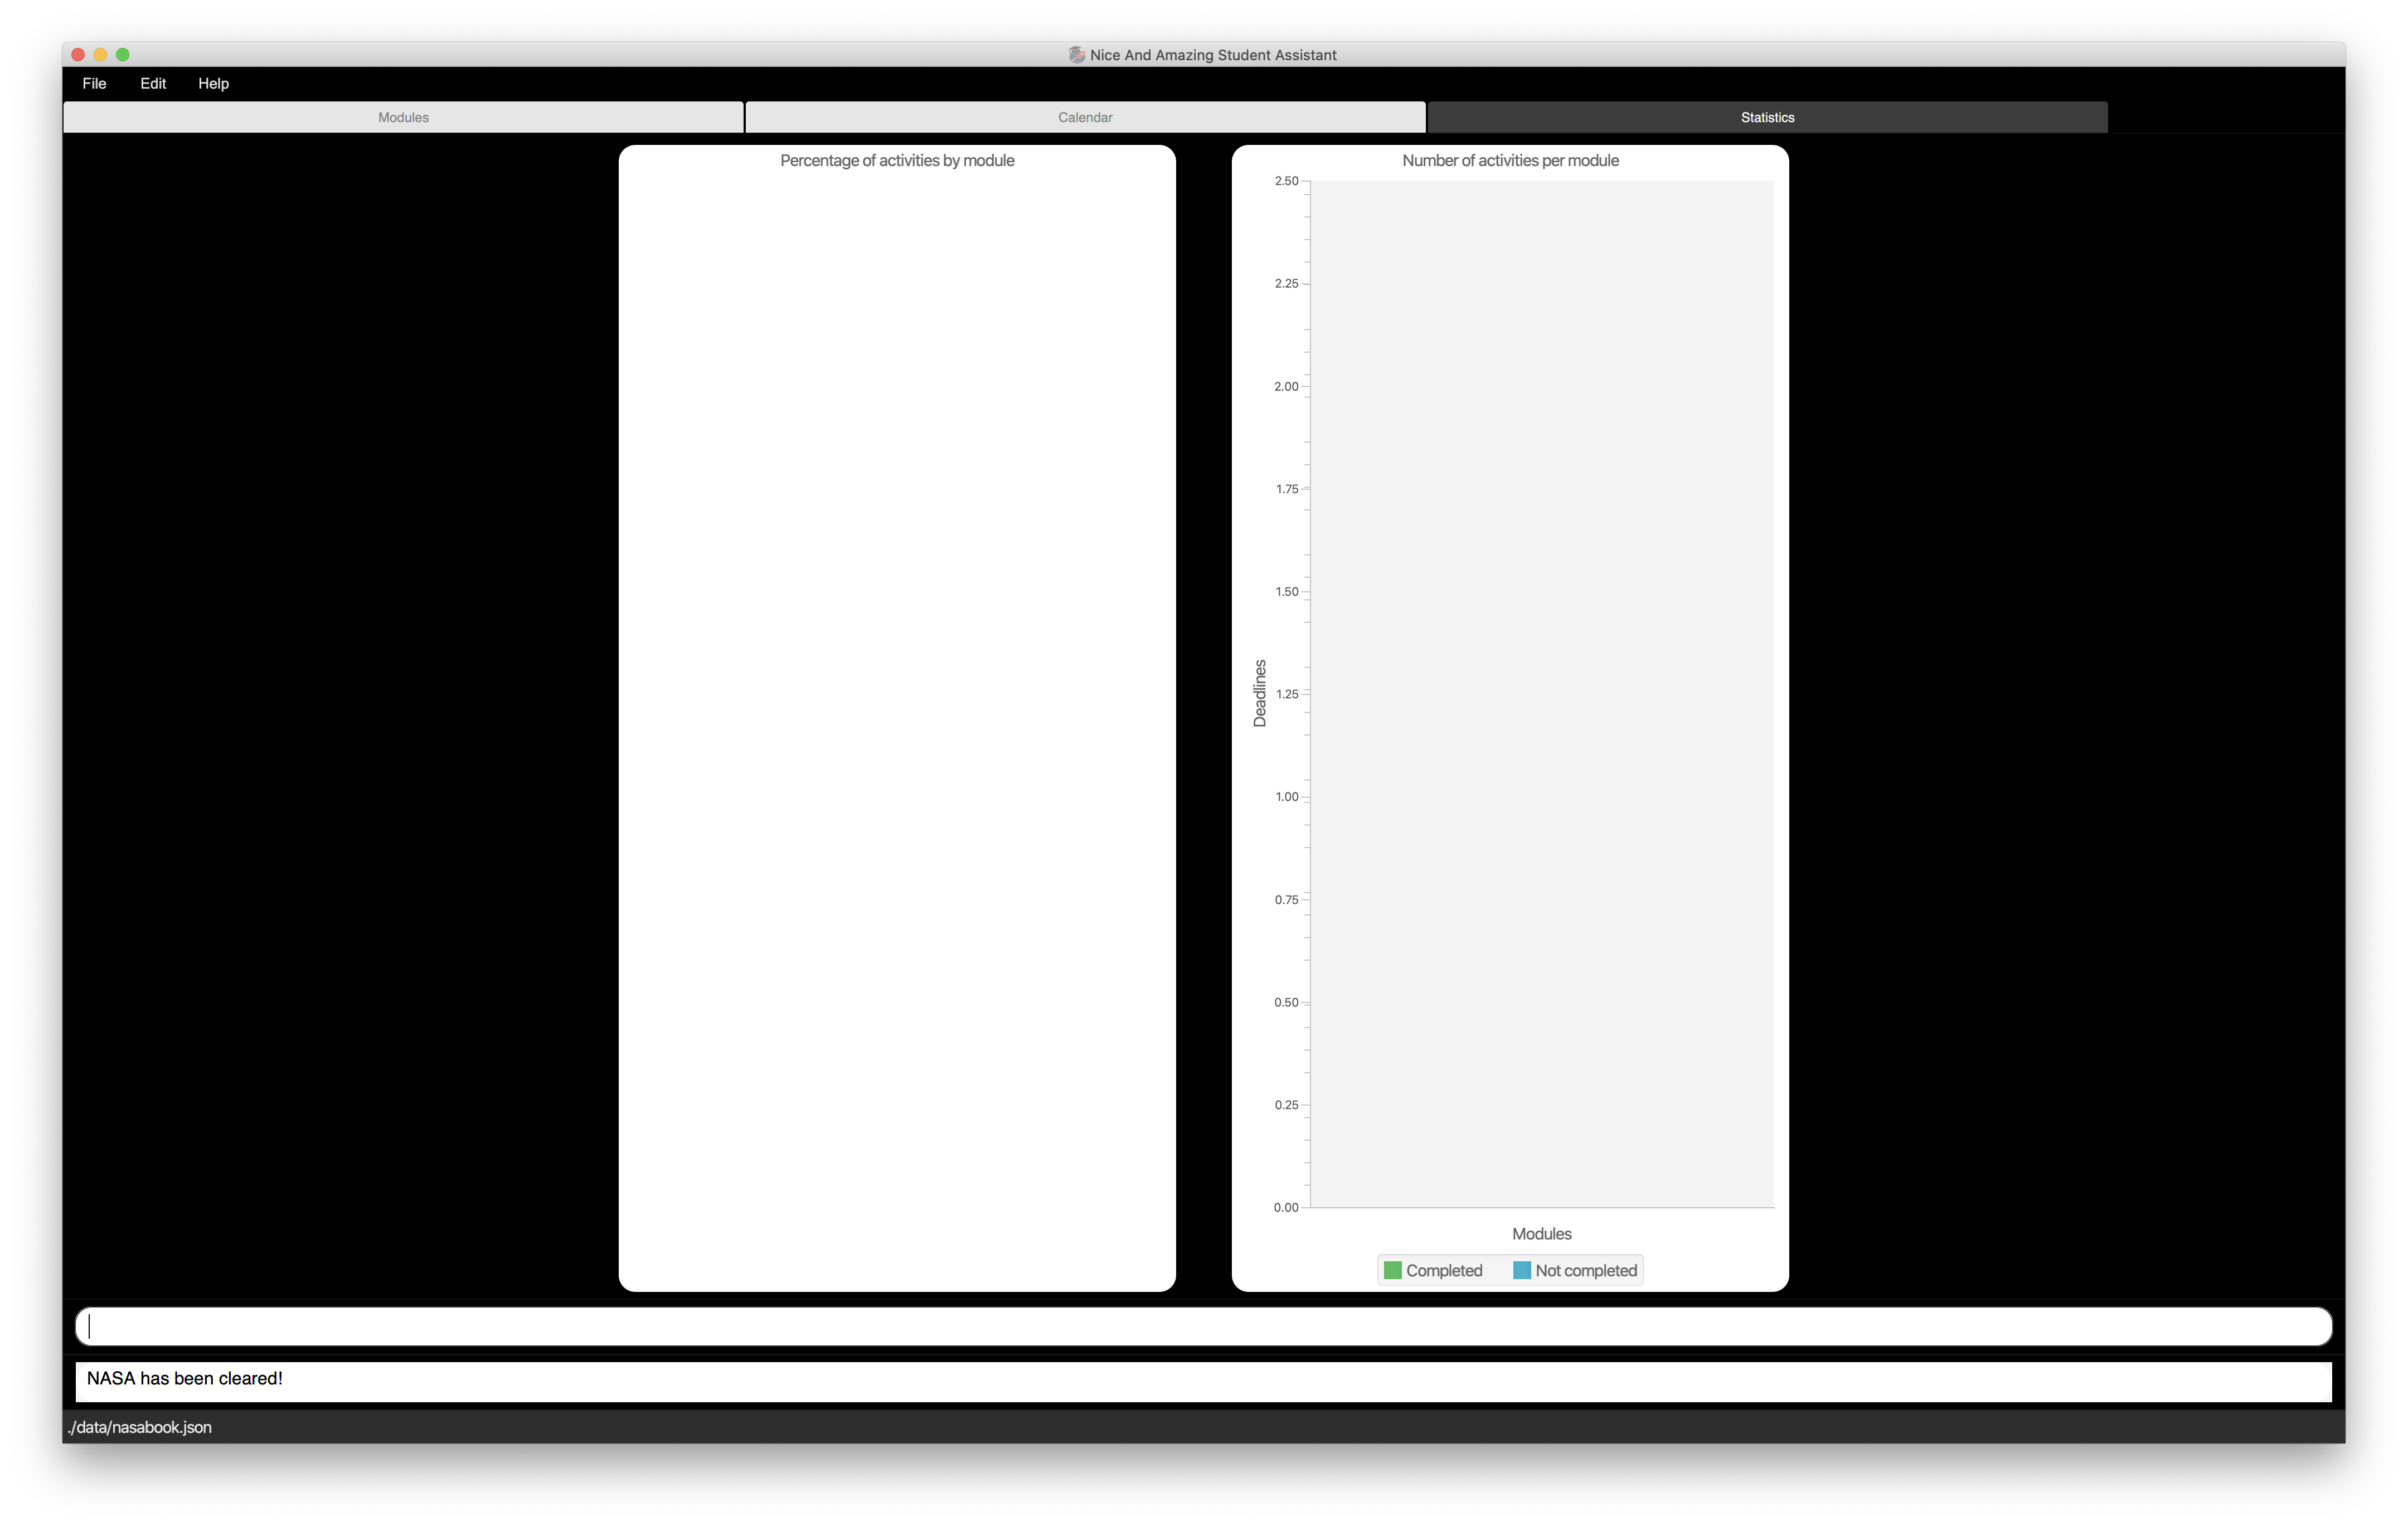 Nice And Amazing Student Assistant
File Edit Help
Modules Calendar Statistics
Percentage of activities by module
Number of activities per module
2.50
2.25
2.00
1.75
1.50
1.25
1.00
0.75
0.50
0.25
0.00
Deadlines
Modules
Completed Not completed
NASA has been cleared!
./data/nasabook.json